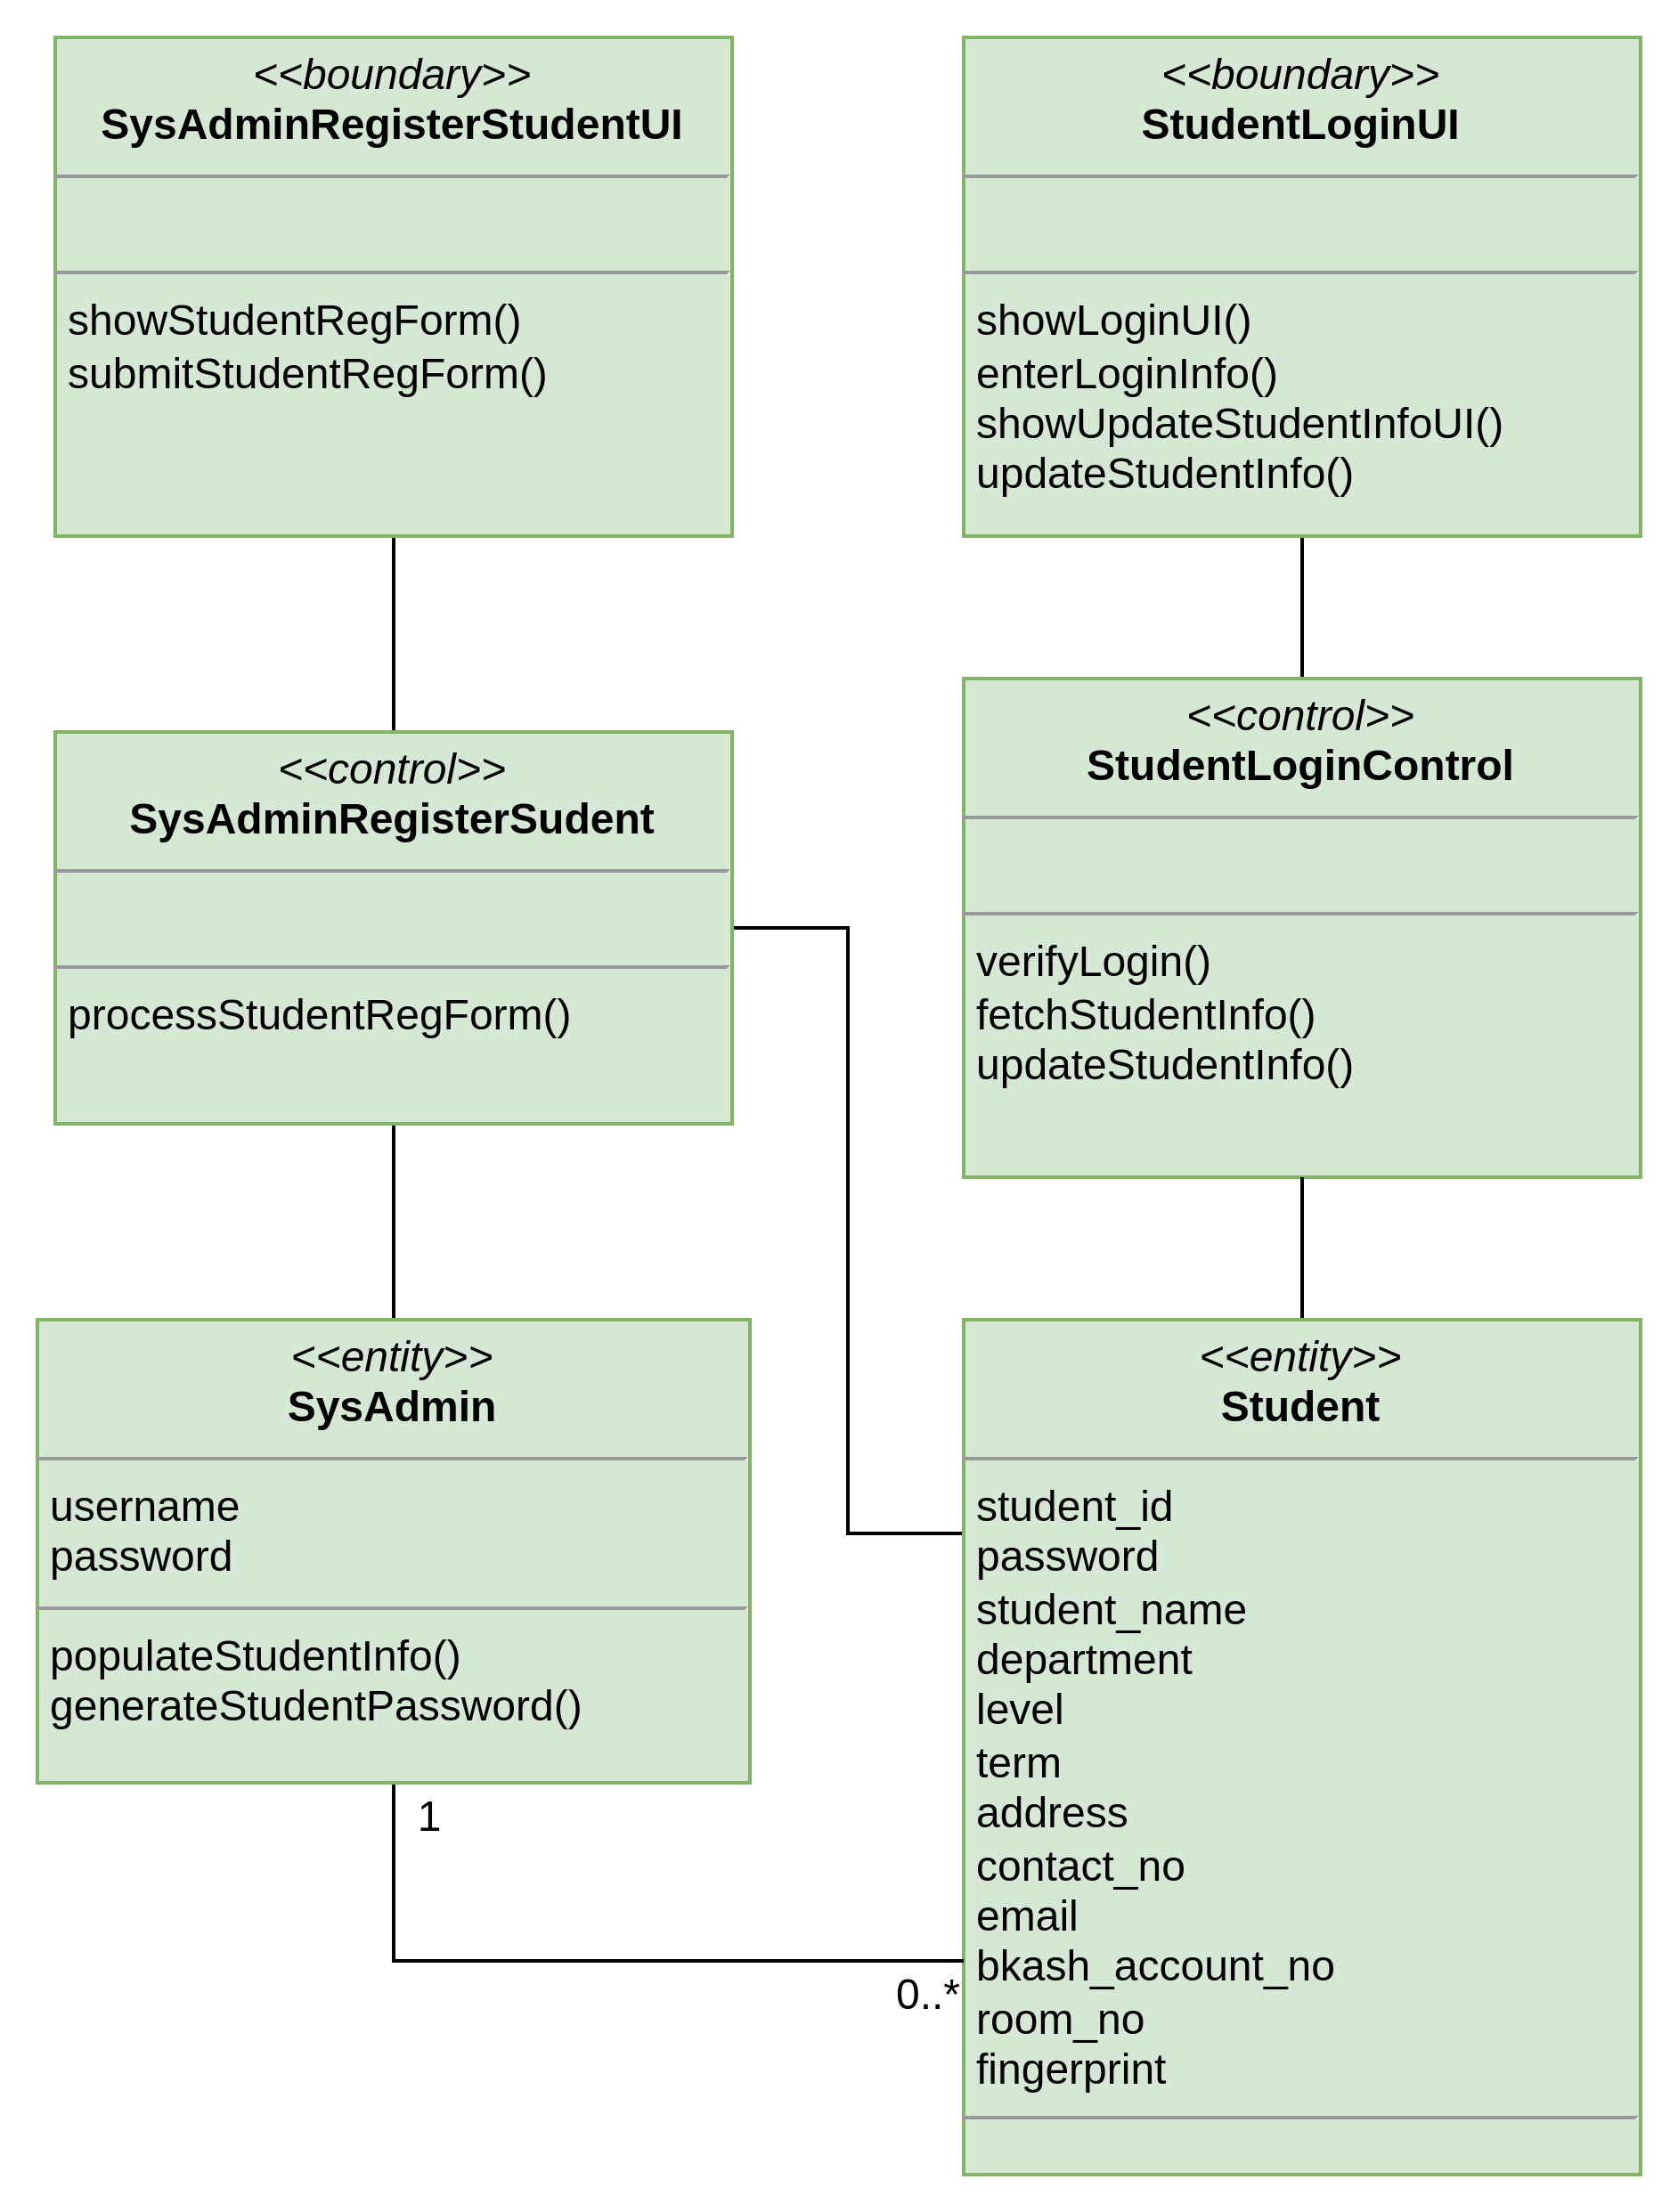 <<boundary>>
SysAdminRegisterStudentUI
showStudentRegForm()
submitStudentRegForm()
<<boundary>>
StudentLoginUI
showLoginUI()
enterLoginInfo()
showUpdateStudentInfoUI()
updateStudentInfo()
<<control>>
SysAdminRegisterSudent
processStudentRegForm()
<<control>>
StudentLoginControl
verifyLogin()
fetchStudentInfo()
updateStudentInfo()
<<entity>>
SysAdmin
username
password
populateStudentInfo()
generateStudentPassword()
1
0..*
<<entity>>
Student
student_id
password
student_name
department
level
term
address
contact_no
email
bkash_account_no
room_no
fingerprint